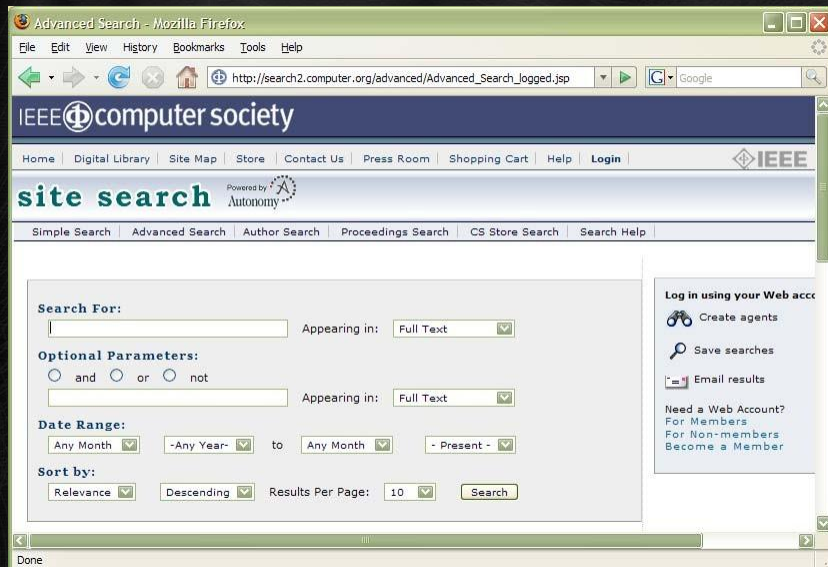 Advanced Search - Mozilla Firefox
File Edit View History Bookmarks Tools Help
http://search2.computer.org/advanced/Advanced_Search_logged.jsp G Google
IEEE computer society
Home Digital Library Site Map Store Contact Us Press Room Shopping Cart Help Login IEEE
site search Powered by Autonomy
Simple Search Advanced Search Author Search Proceedings Search CS Store Search Search Help
Search For:
Appearing in: Full Text
Optional Parameters:
and or not
Appearing in: Full Text
Date Range:
Any Month -Any Year- to Any Month - Present -
Sort by:
Relevance Descending Results Per Page: 10 Search
Log in using your Web acco
Create agents
Save searches
Email results
Need a Web Account?
For Members
For Non-members
Become a Member
Done